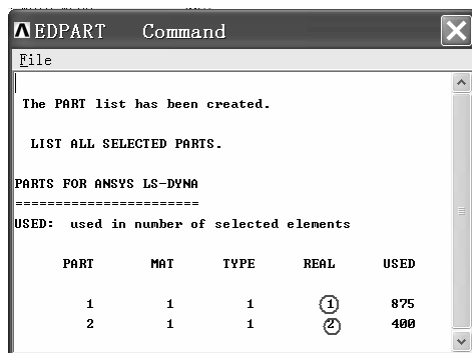 EDPART Command
File
The PART list has been created.
LIST ALL SELECTED PARTS.
PARTS FOR ANSYS LS-DYNA
=======================
USED: used in number of selected elements
PART MAT TYPE REAL USED
1 1 1 1 875
2 1 1 2 400